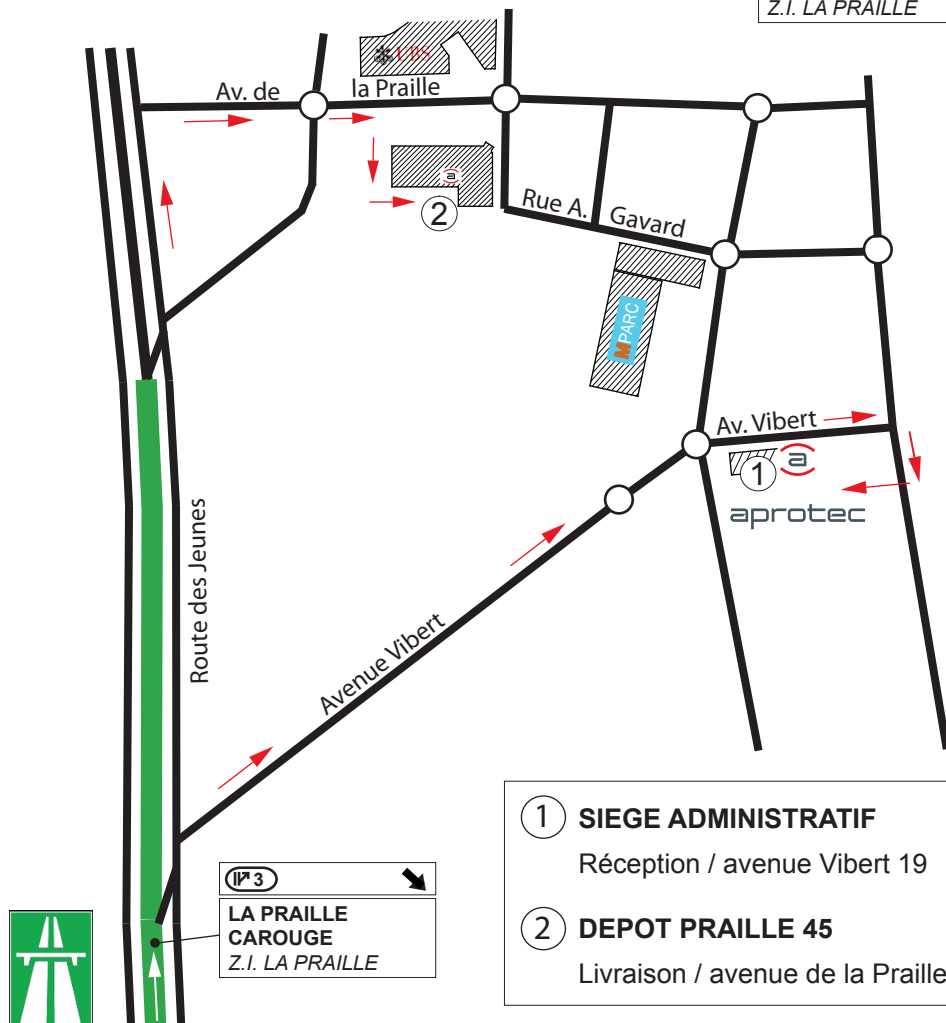 Z.I. LA PRAILLE
UBS
Av. de la Praille
a
2
Rue A. Gavard
MPARC
Av. Vibert
1
a
aprotec
Route des Jeunes
Avenue Vibert
3
LA PRAILLE
CAROUGE
Z.I. LA PRAILLE
1 SIEGE ADMINISTRATIF
Réception / avenue Vibert 19
2 DEPOT PRAILLE 45
Livraison / avenue de la Praille